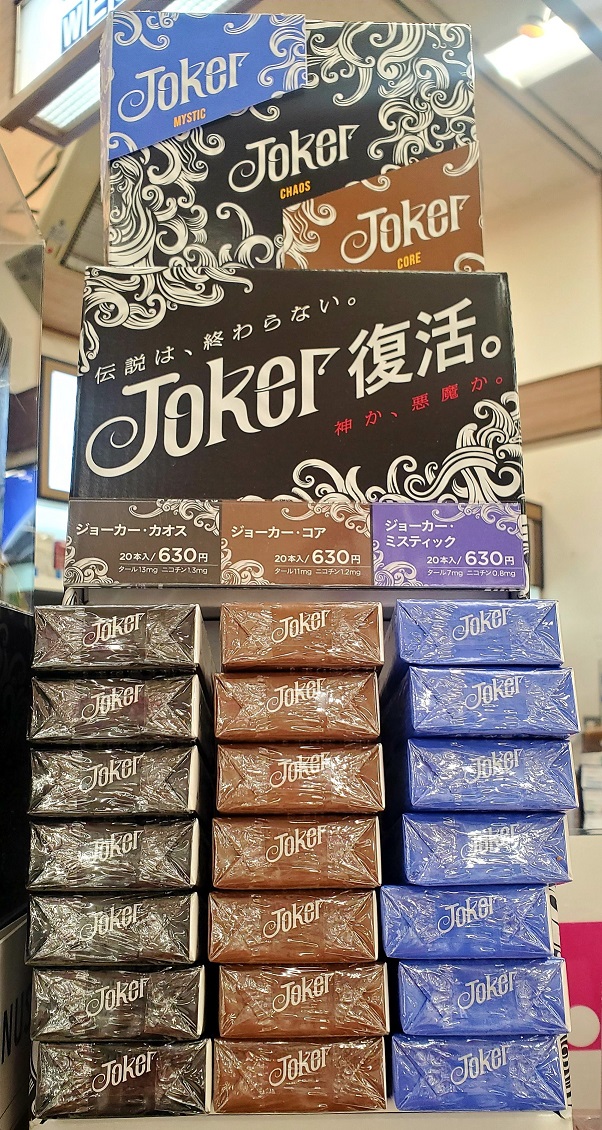 WE
Joker
MYSTIC
Joker
CHAOS
Joker
CORE
伝説は、終わらない。
Joker復活。
神か、悪魔か。
ジョーカー・カオス
20本入/630円
タール13mg ニコチン1.3mg
ジョーカー・コア
20本入/630円
タール11mg ニコチン1.2mg
ジョーカー・
ミスティック
20本入/630円
タール7mg ニコチン0.8mg
Joker Joker Joker
Joker Joker Joker
Joker Joker Joker
Joker Joker Joker
Joker Joker Joker
Joker Joker Joker
Joker Joker Joker